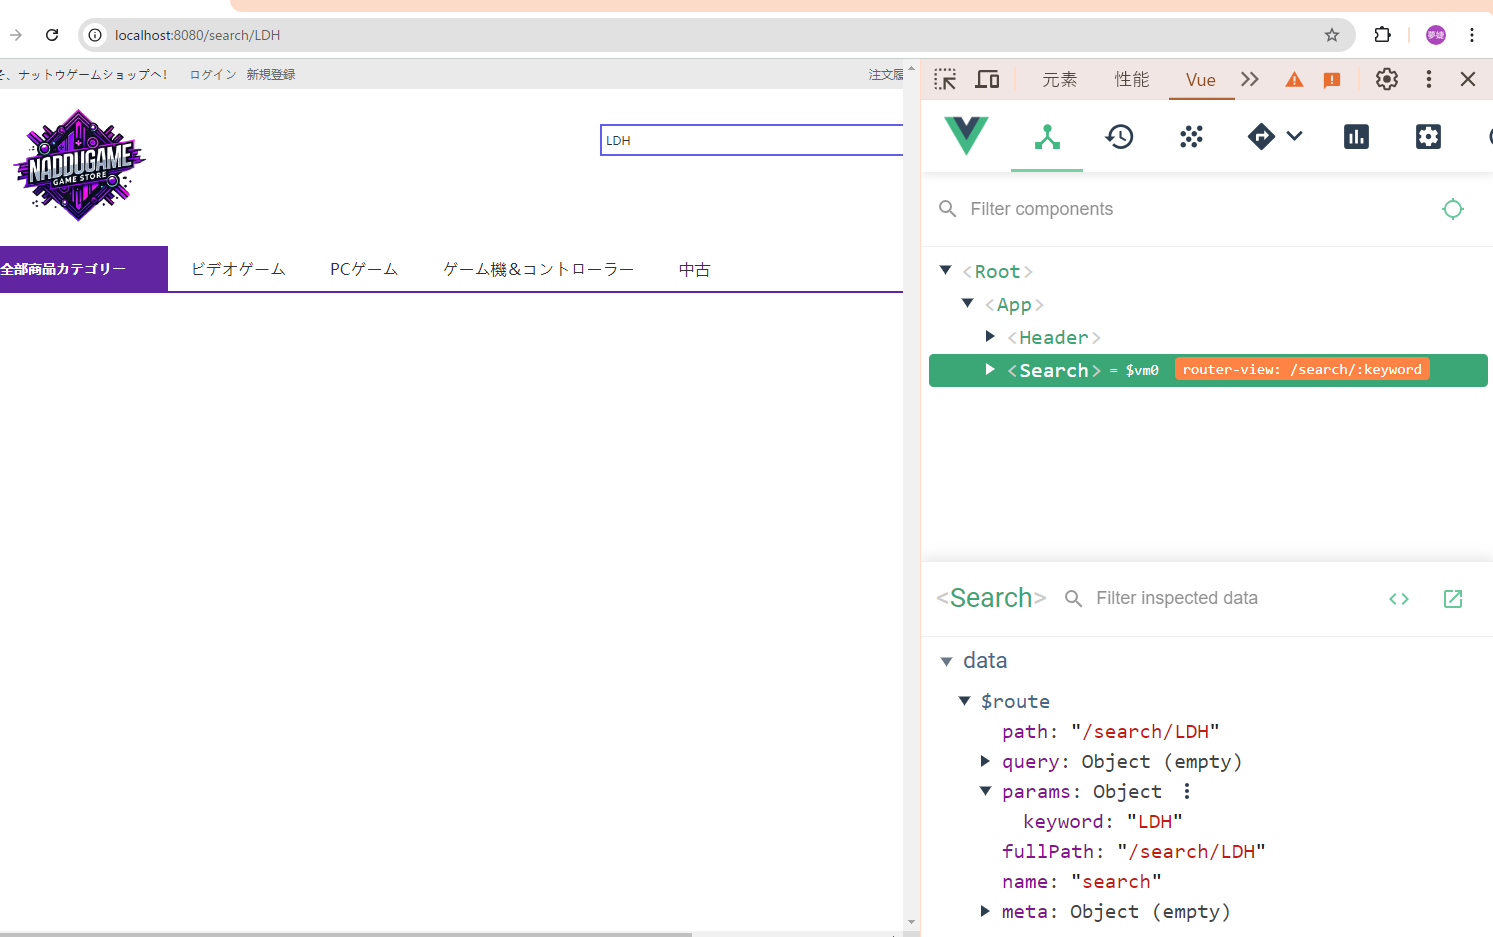 localhost:8080/search/LDH
そ、ナットウゲームショップへ! ログイン 新規登録 注文履
元素 性能 Vue
NADDUGAME
GAME STORE
LDH
Filter components
全部商品カテゴリー ビデオゲーム PCゲーム ゲーム機＆コントローラー 中古
<Root>
<App>
<Header>
<Search> = $vm0 router-view: /search/:keyword
<Search> Filter inspected data
data
$route
path: "/search/LDH"
query: Object (empty)
params: Object
keyword: "LDH"
fullPath: "/search/LDH"
name: "search"
meta: Object (empty)